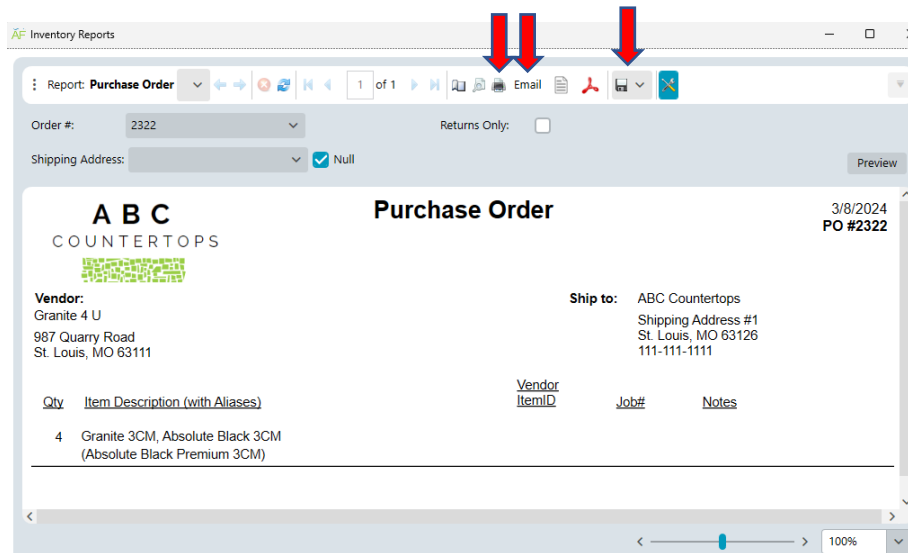 ÄF Inventory Reports
Report: Purchase Order 1 of 1 Email
Order #: 2322 Returns Only:
Shipping Address: Null
Preview
A B C Purchase Order 3/8/2024
COUNTERTOPS PO #2322
Vendor: Ship to: ABC Countertops
Granite 4 U Shipping Address #1
987 Quarry Road St. Louis, MO 63126
St. Louis, MO 63111 111-111-1111
Qty Item Description (with Aliases) Vendor ItemID Job# Notes
4 Granite 3CM, Absolute Black 3CM
(Absolute Black Premium 3CM)
100%